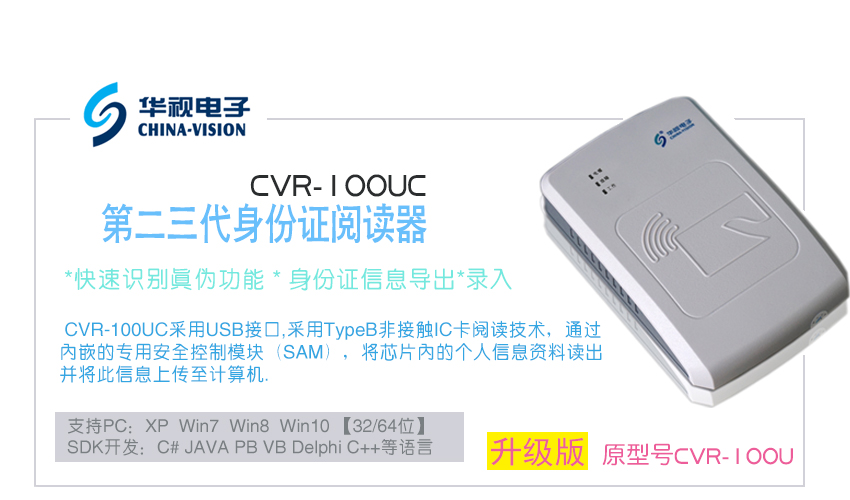 华视电子
CHINA-VISION
华视电子
CHINA-VISION
CVR-100UC
第二三代身份证阅读器
*快速识别真伪功能 * 身份证信息导出*录入
CVR-100UC采用USB接口,采用TypeB非接触IC卡阅读技术，通过
内嵌的专用安全控制模块（SAM），将芯片内的个人信息资料读出
并将此信息上传至计算机.
支持PC：XP Win7 Win8 Win10 【32/64位】
SDK开发：C# JAVA PB VB Delphi C++等语言
升级版 原型号CVR-100U